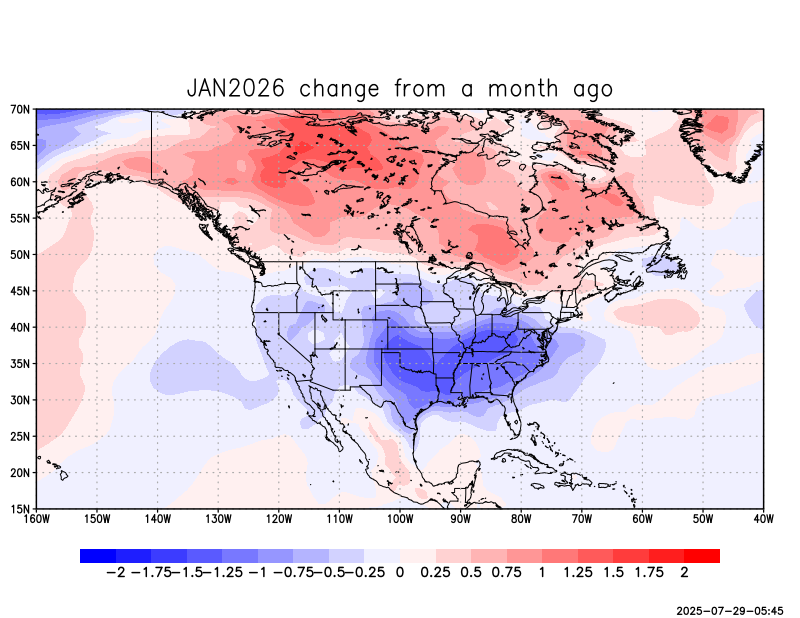 JAN2026 change from a month ago
70N
65N
60N
55N
50N
45N
40N
35N
30N
25N
20N
15N
160W 150W 140W 130W 120W 110W 100W 90W 80W 70W 60W 50W 40W
−2 −1.75 −1.5 −1.25 −1 −0.75 −0.5 −0.25 0 0.25 0.5 0.75 1 1.25 1.5 1.75 2
2025-07-29-05:45